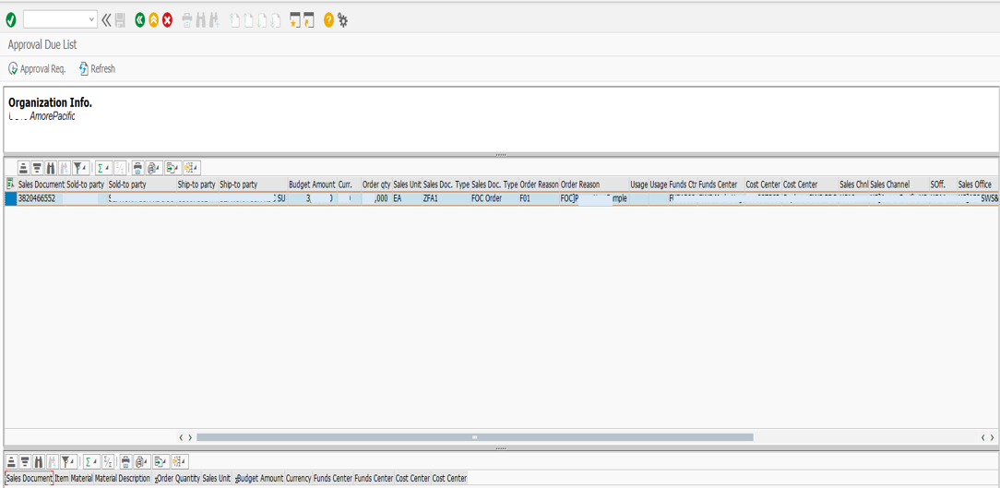 Approval Due List
Approval Req. Refresh
Organization Info.
AmorePacific
Sales Document Sold-to party Sold-to party Ship-to party Ship-to party Budget Amount Curr. Order qty Sales Unit Sales Doc. Type Sales Doc. Type Order Reason Order Reason Usage Usage Funds Ctr Funds Center Cost Center Cost Center Sales Chnl Sales Channel SOff. Sales Office
3820466552 SU 3, ,000 EA ZFA1 FOC Order F01 FOC]
Sales Document Item Material Material Description Order Quantity Sales Unit Budget Amount Currency Funds Center Funds Center Cost Center Cost Center